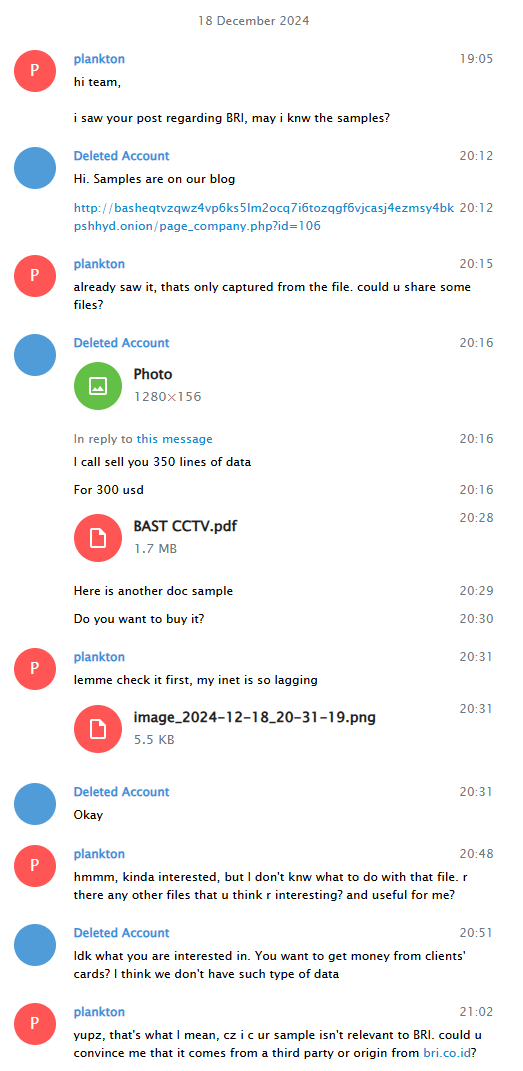 18 December 2024
P
plankton
19:05
hi team,
i saw your post regarding BRI, may i knw the samples?
Deleted Account
20:12
Hi. Samples are on our blog
http://basheqtvzqwz4vp6ks5lm2ocq7i6tozqgf6vjcasj4ezmsy4bk
20:12
pshhyd.onion/page_company.php?id=106
P
plankton
20:15
already saw it, thats only captured from the file. could u share some
files?
Deleted Account
20:16
Photo
1280×156
In reply to this message
20:16
I call sell you 350 lines of data
For 300 usd
20:16
BAST CCTV.pdf
20:28
1.7 MB
Here is another doc sample
20:29
Do you want to buy it?
20:30
P
plankton
20:31
lemme check it first, my inet is so lagging
image_2024-12-18_20-31-19.png
20:31
5.5 KB
Deleted Account
20:31
Okay
P
plankton
20:48
hmmm, kinda interested, but I don't knw what to do with that file. r
there any other files that u think r interesting? and useful for me?
Deleted Account
20:51
Idk what you are interested in. You want to get money from clients'
cards? I think we don't have such type of data
P
plankton
21:02
yupz, that's what I mean, cz i c ur sample isn't relevant to BRI. could u
convince me that it comes from a third party or origin from bri.co.id?